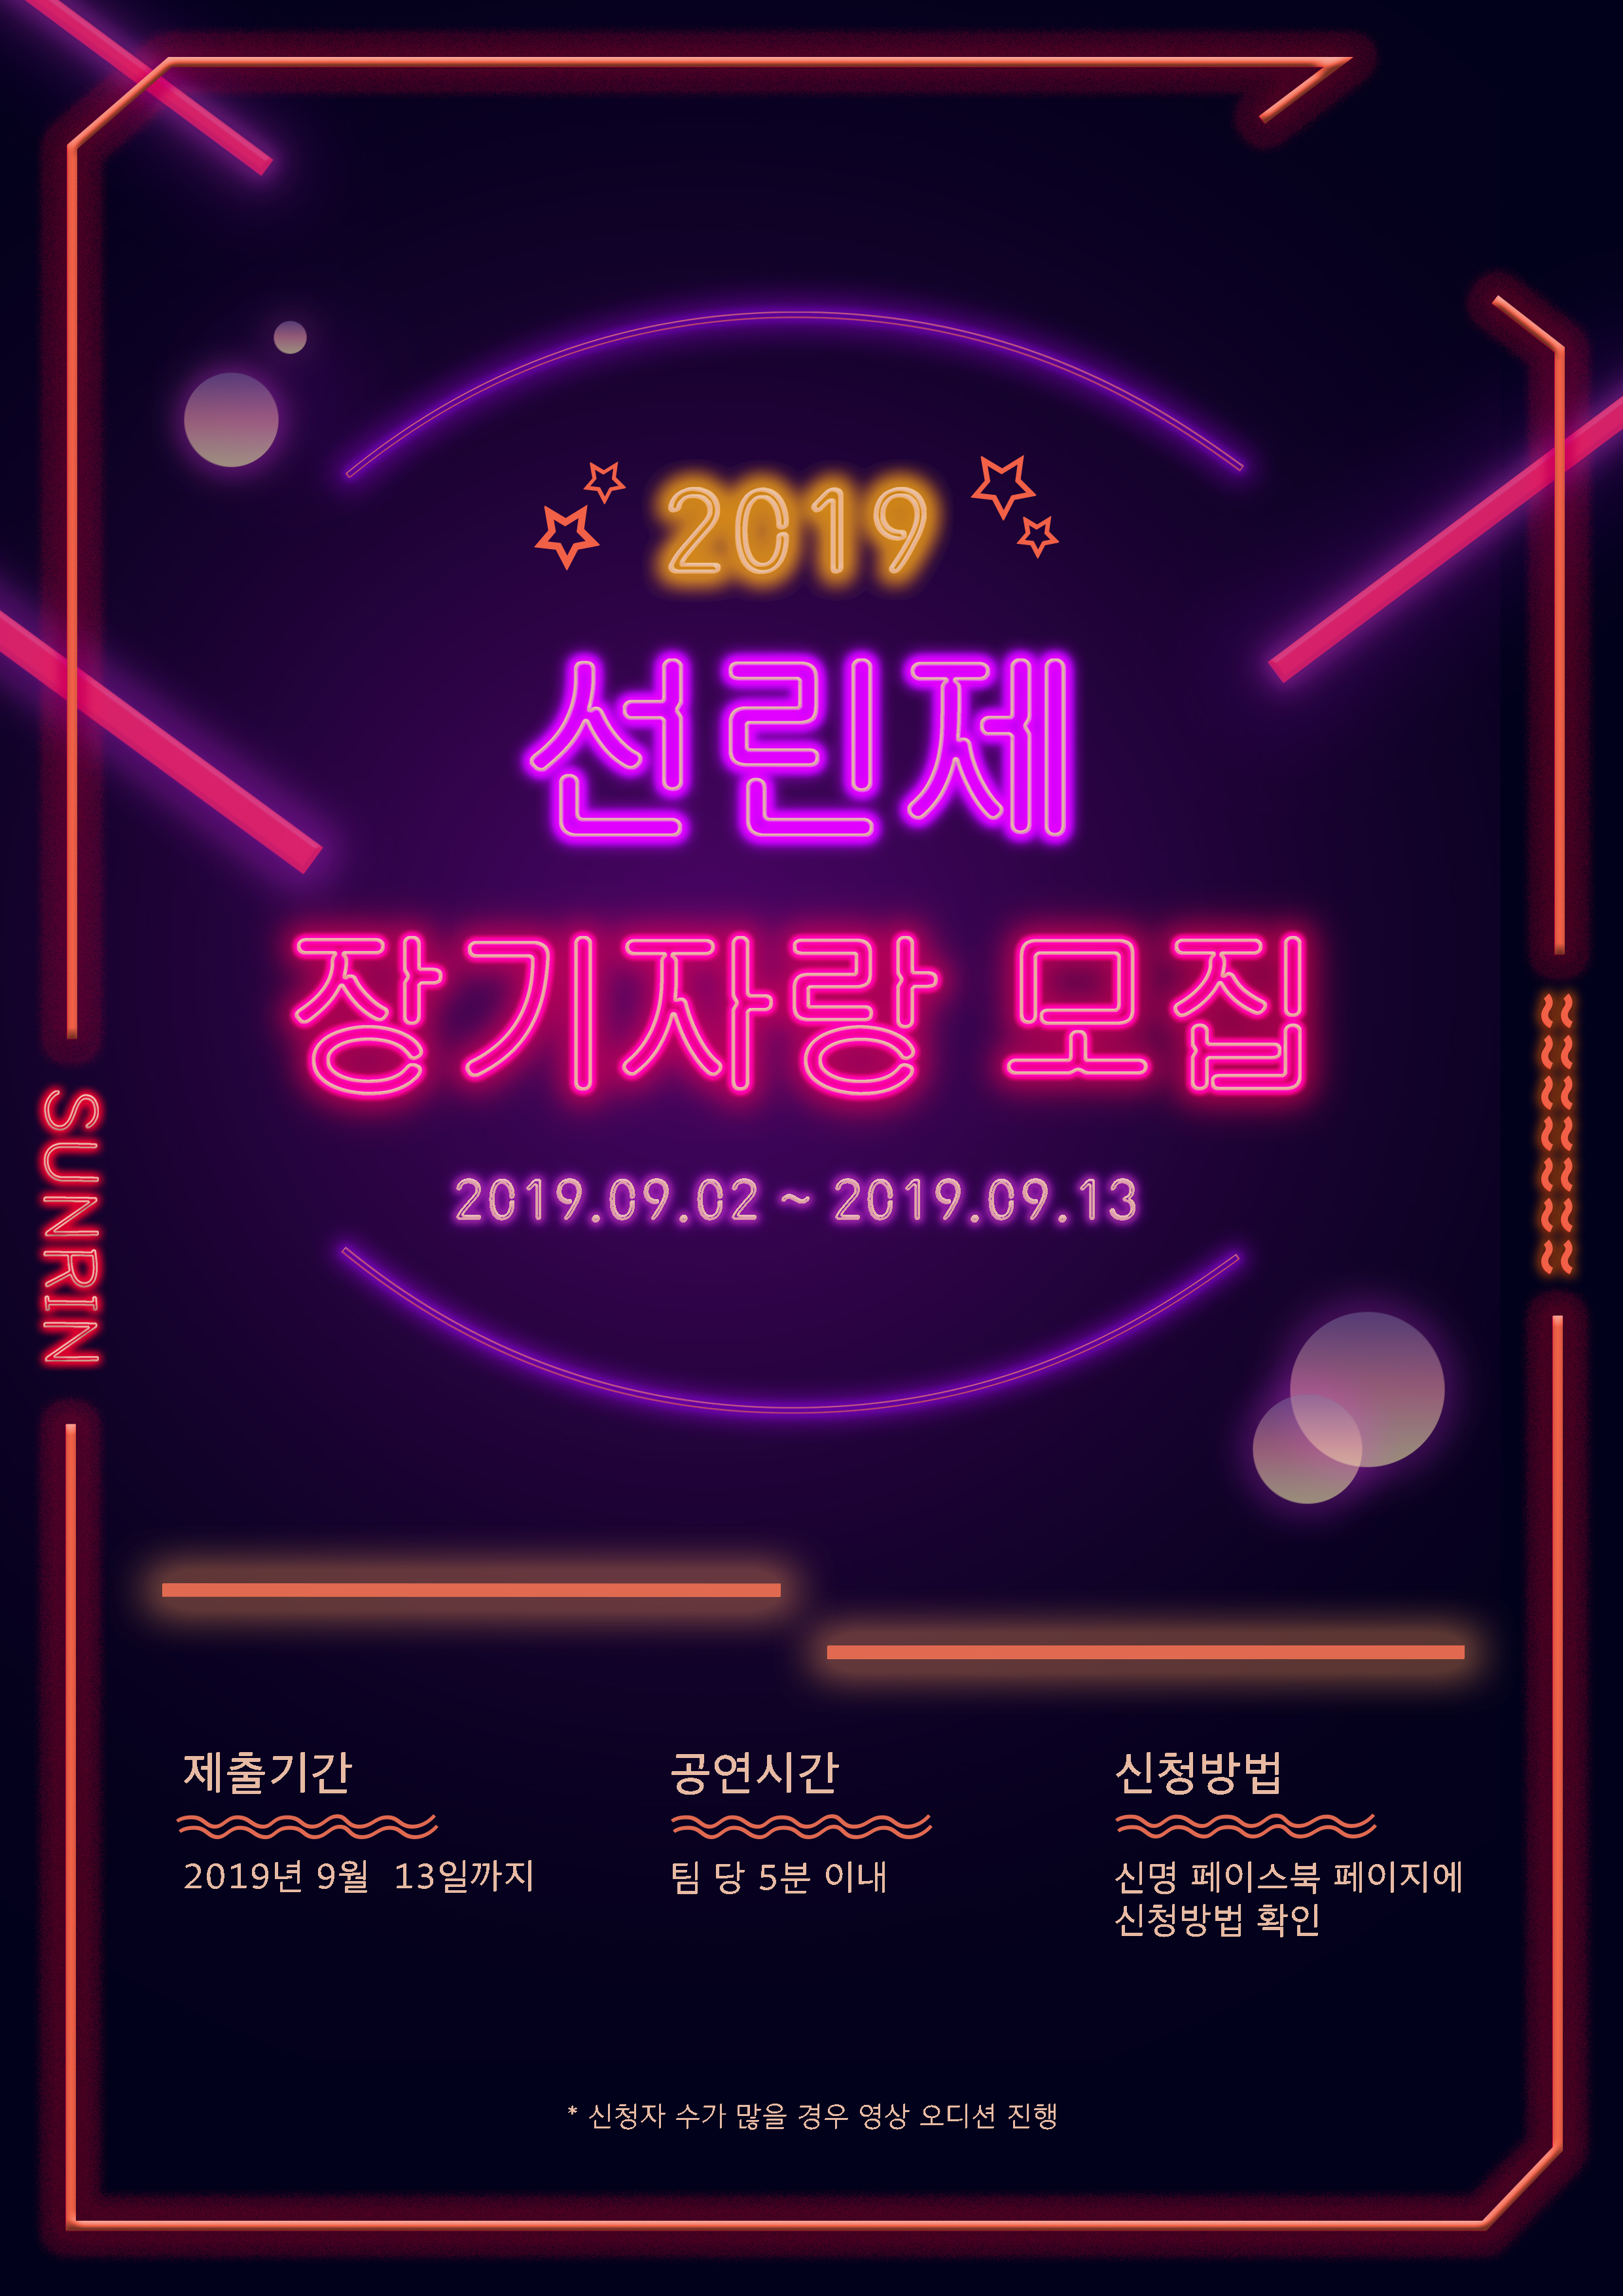 2019
선린제
장기자랑 모집
2019.09.02 ~ 2019.09.13
SUNRIN
제출기간
2019년 9월 13일까지
공연시간
팀 당 5분 이내
신청방법
신명 페이스북 페이지에
신청방법 확인
* 신청자 수가 많을 경우 영상 오디션 진행